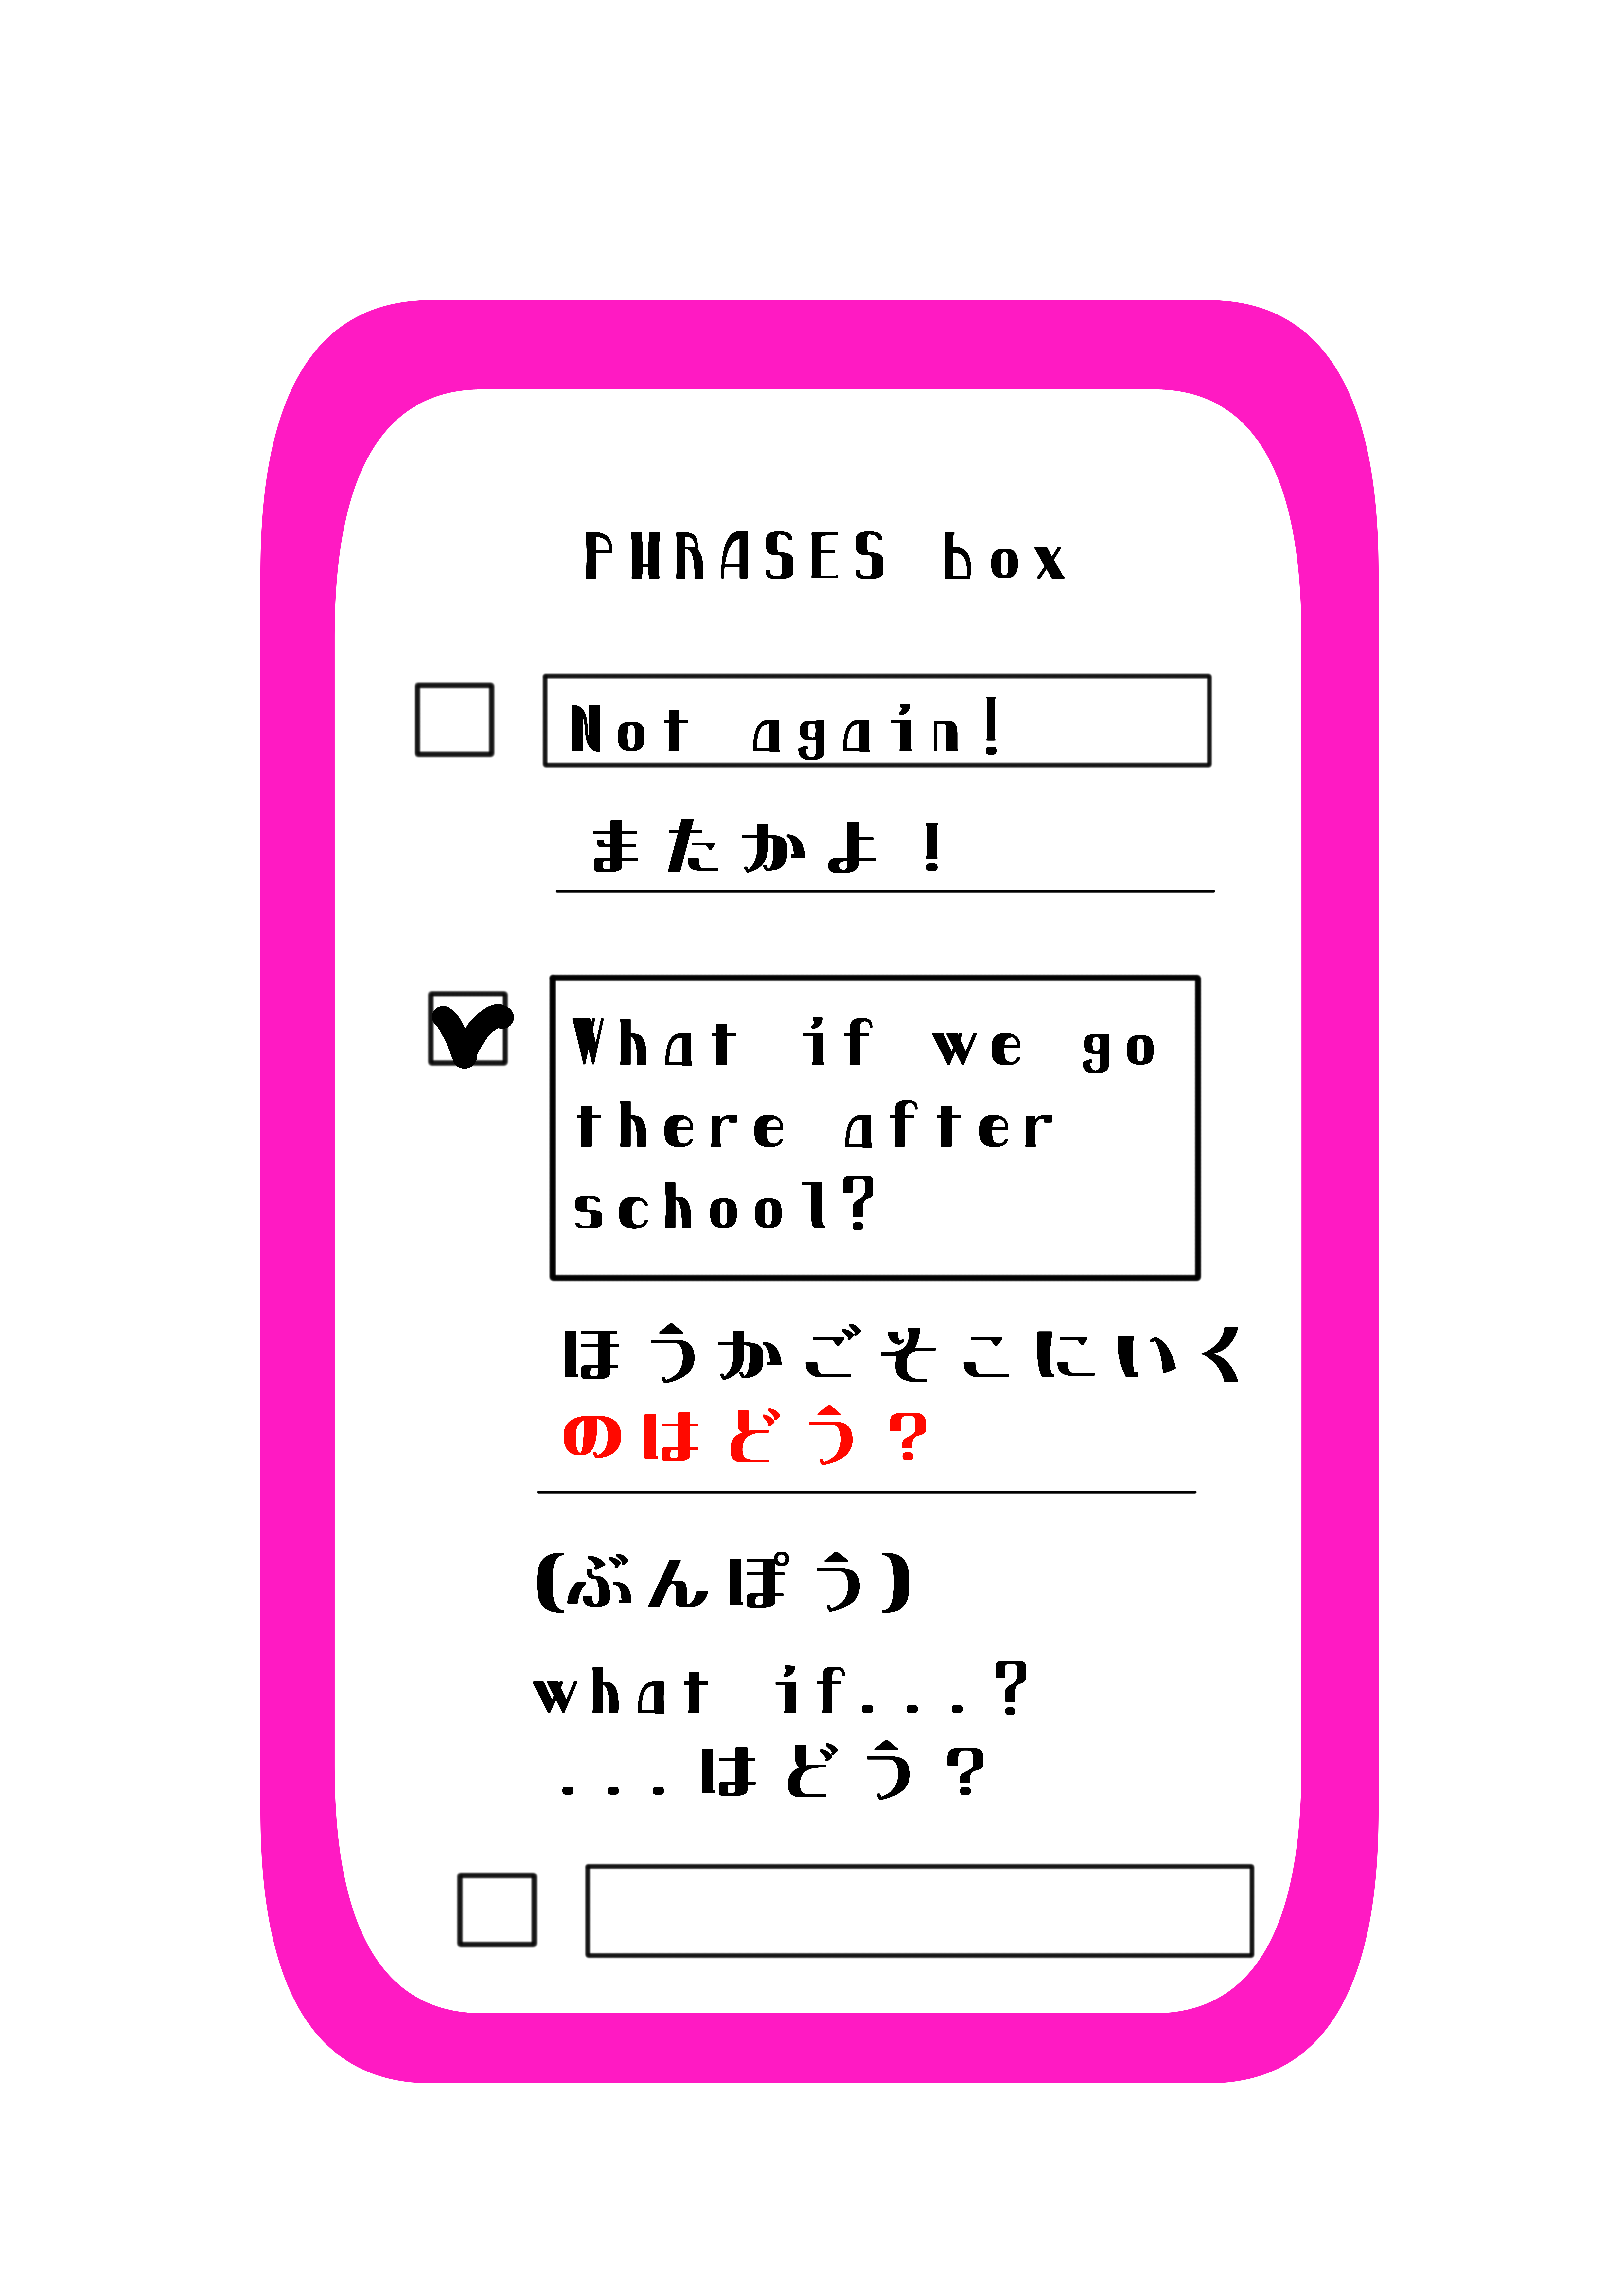 PHRASES box
Not again!
またかよ！
What if we go
there after
school?
ほうかごそこにいく
のはどう？
(ぶんぽう)
what if...?
...はどう？